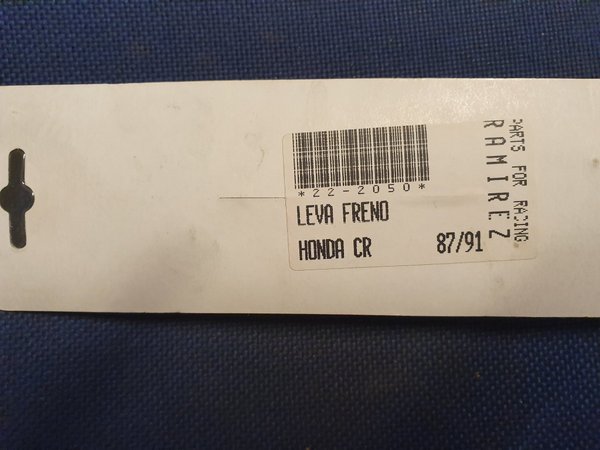 *22-2050*
LEVA FRENO
HONDA CR 87/91
PARTS FOR RACING
RAMIREZ